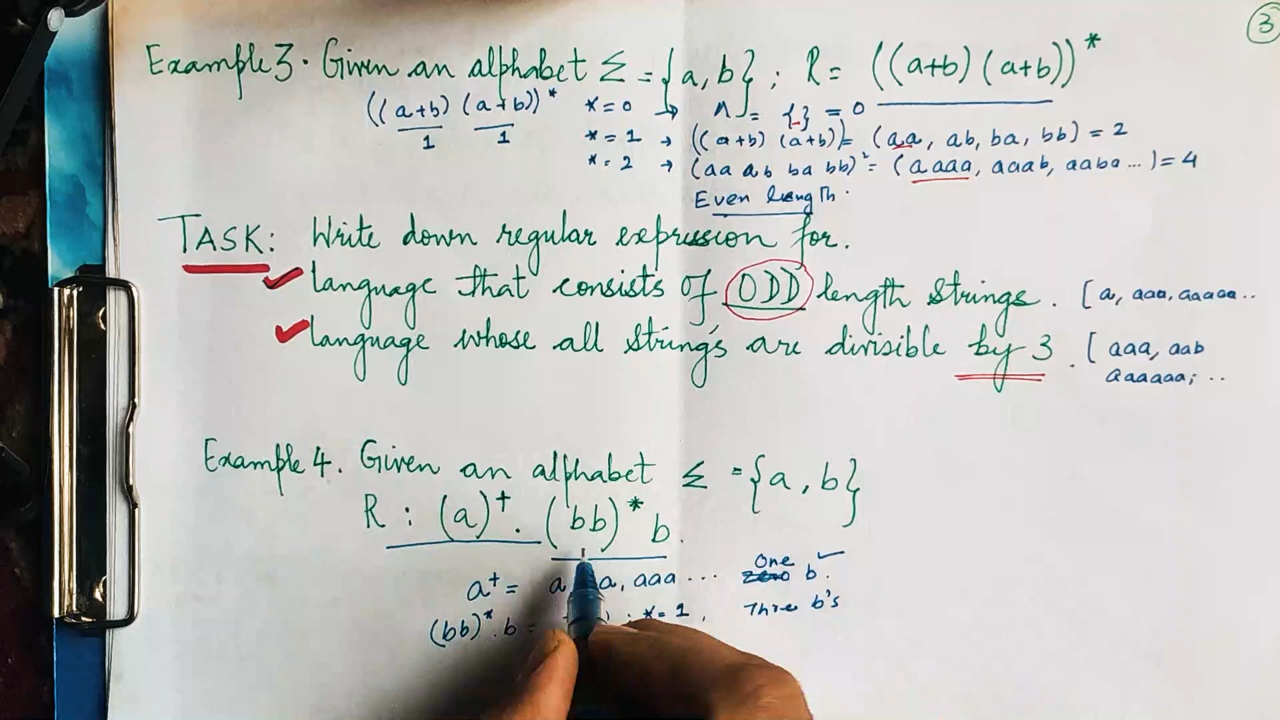 3
Example 3. Given an alphabet Σ = {a, b} ; R = ((a+b) (a+b))*
((a+b) (a+b))* *=0 → = {} = 0
1 1 *=1 → ((a+b) (a+b)) = (aa, ab, ba, bb) = 2
*=2 → (aa ab ba bb)² = (aaaa, aaab, aaba ...) = 4
Even length.
TASK: Write down regular expression for.
✓ language that consists of ODD length strings. [a, aaa, aaaaa..
✓ language whose all strings are divisible by 3. [aaa, aab
aaaaaa; ..
Example 4. Given an alphabet Σ = {a, b}
R : (a)⁺. (bb)* b.
a⁺ = a, aaa ... One b. ✓
(bb)*.b = *=1, Three b's